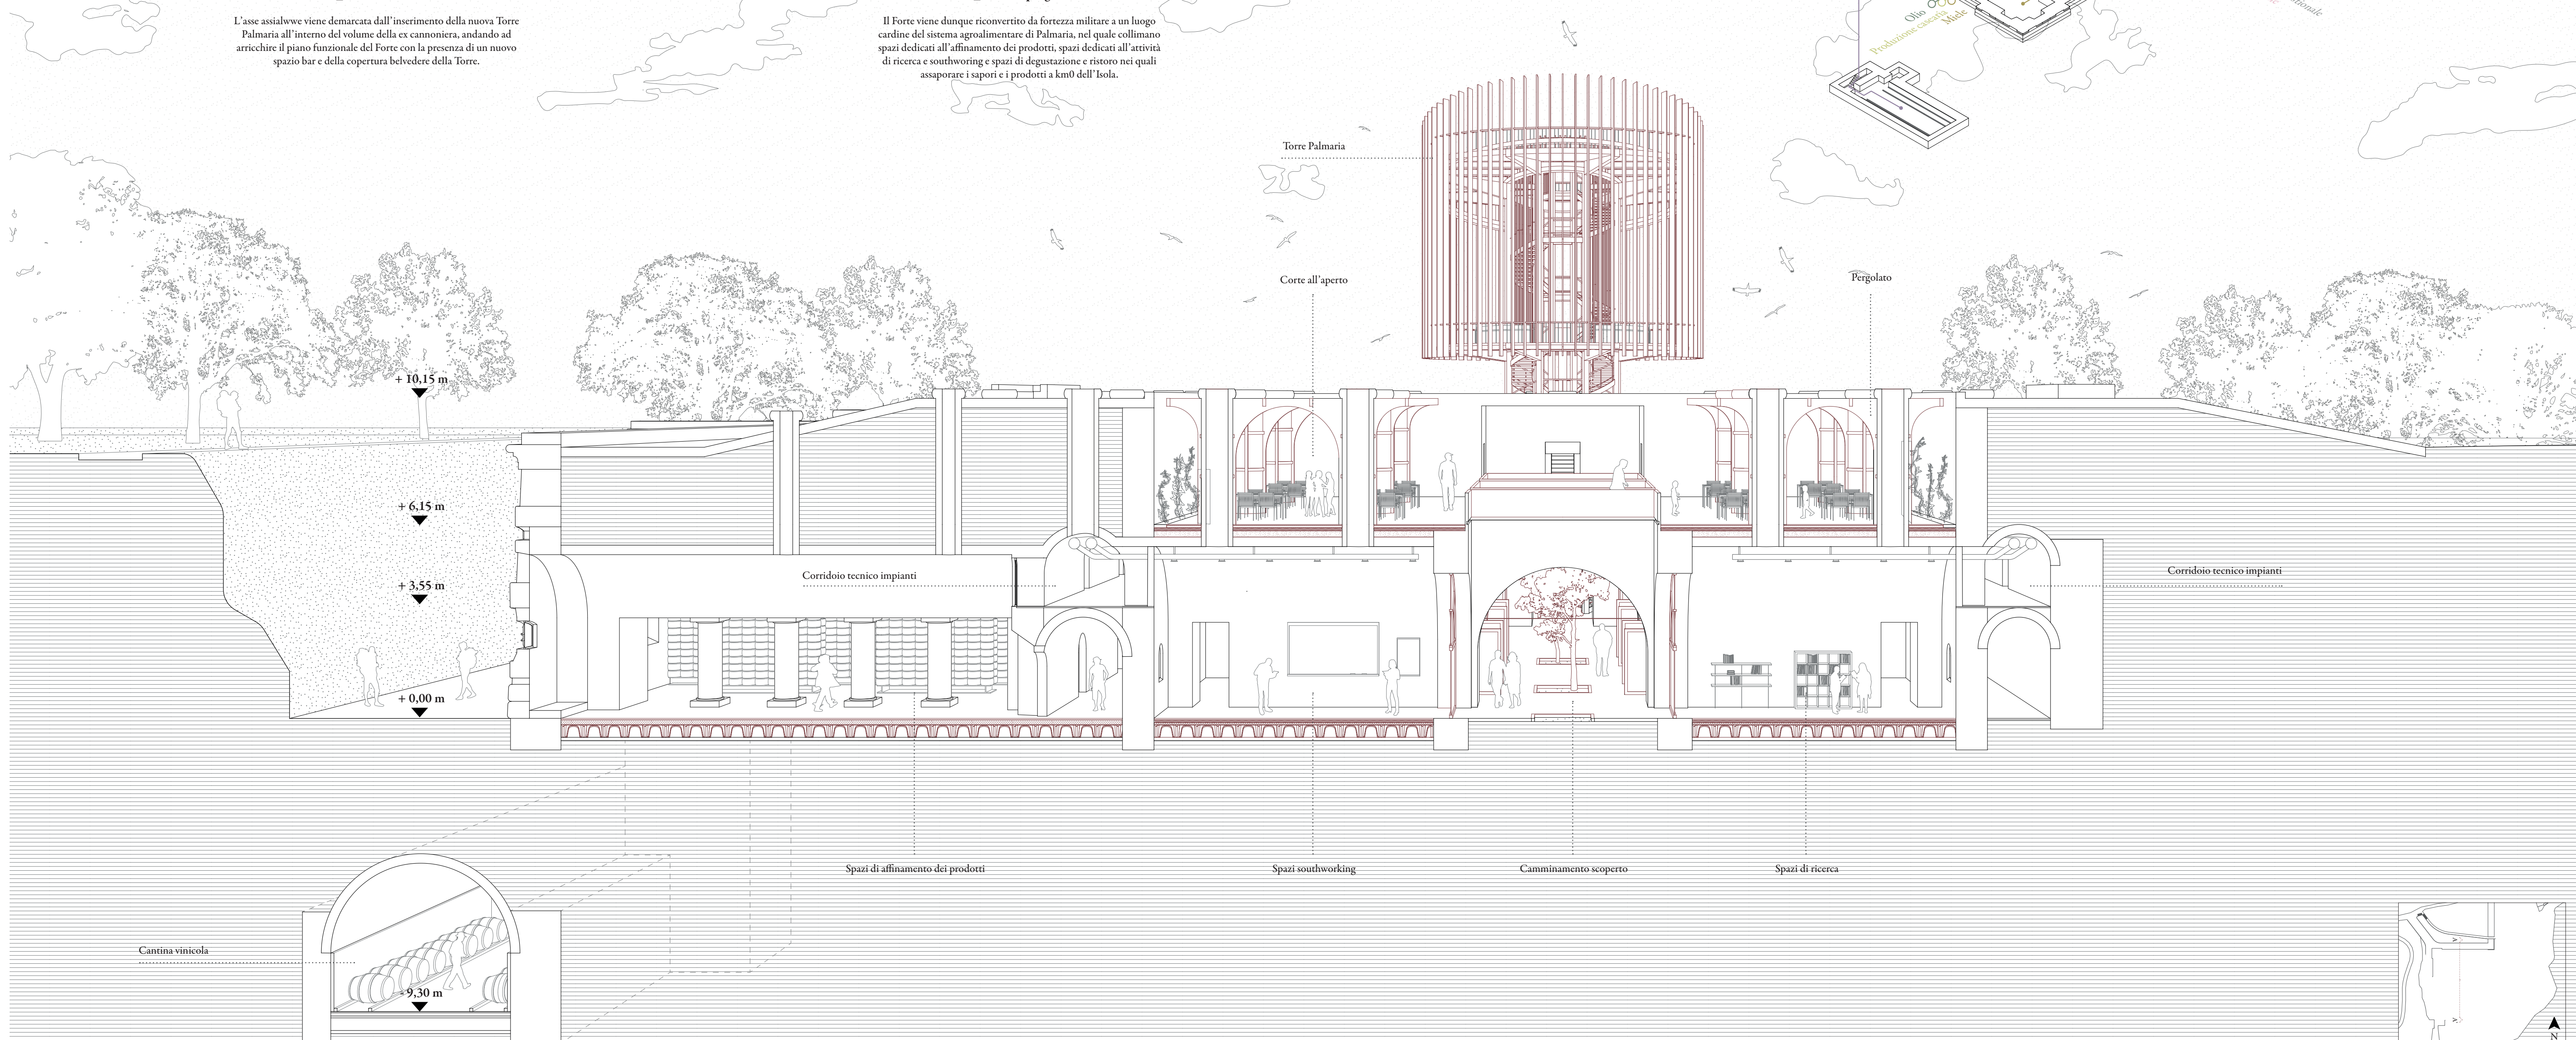 L'asse assialwwe viene demarcata dall'inserimento della nuova Torre
Palmaria all'interno del volume della ex cannoniera, andando ad
arricchire il piano funzionale del Forte con la presenza di un nuovo
spazio bar e della copertura belvedere della Torre.
Il Forte viene dunque riconvertito da fortezza militare a un luogo
cardine del sistema agroalimentare di Palmaria, nel quale collimano
spazi dedicati all'affinamento dei prodotti, spazi dedicati all'attività
di ricerca e southworing e spazi di degustazione e ristoro nei quali
assaporare i sapori e i prodotti a km0 dell'Isola.
Olio
Miele
Produzione casearia
Torre Palmaria
Corte all'aperto
Pergolato
+ 10,15 m
+ 6,15 m
+ 3,55 m
+ 0,00 m
Corridoio tecnico impianti
Corridoio tecnico impianti
Spazi di affinamento dei prodotti
Spazi southworking
Camminamento scoperto
Spazi di ricerca
Cantina vinicola
- 9,30 m
N